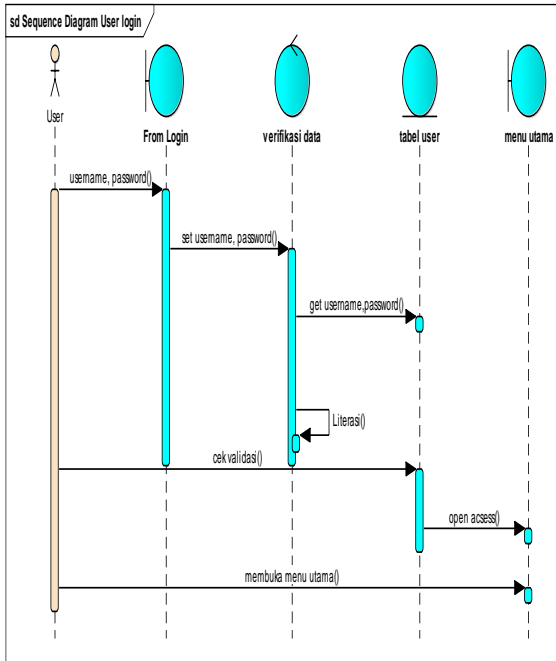 sd Sequence Diagram User login
User
From Login
verifikasi data
tabel user
menu utama
username, password()
set username, password()
get username,password()
Literasi()
cek validasi()
open acsess()
membuka menu utama()